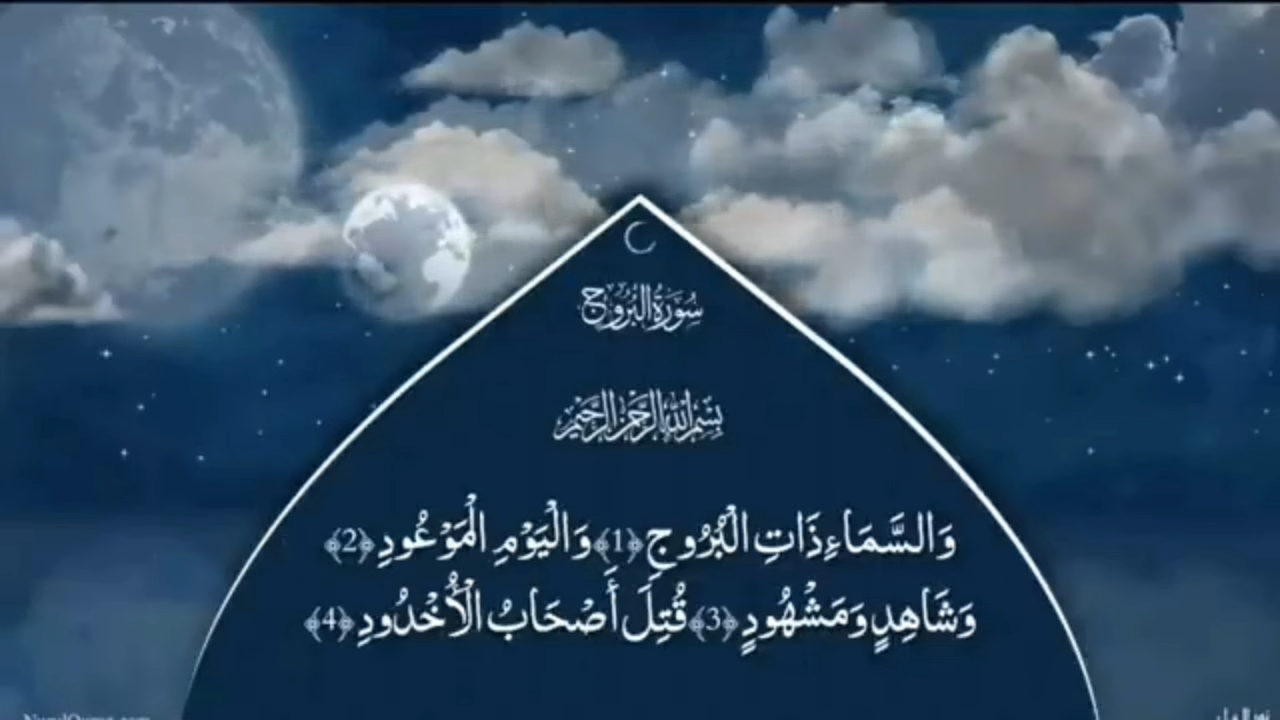 سُورَةُ البُرُوج
بِسْمِ اللَّهِ الرَّحْمَنِ الرَّحِيمِ
وَالسَّمَاءِ ذَاتِ الْبُرُوجِ ﴿1﴾ وَالْيَوْمِ الْمَوْعُودِ ﴿2﴾
وَشَاهِدٍ وَمَشْهُودٍ ﴿3﴾ قُتِلَ أَصْحَابُ الْأُخْدُودِ ﴿4﴾